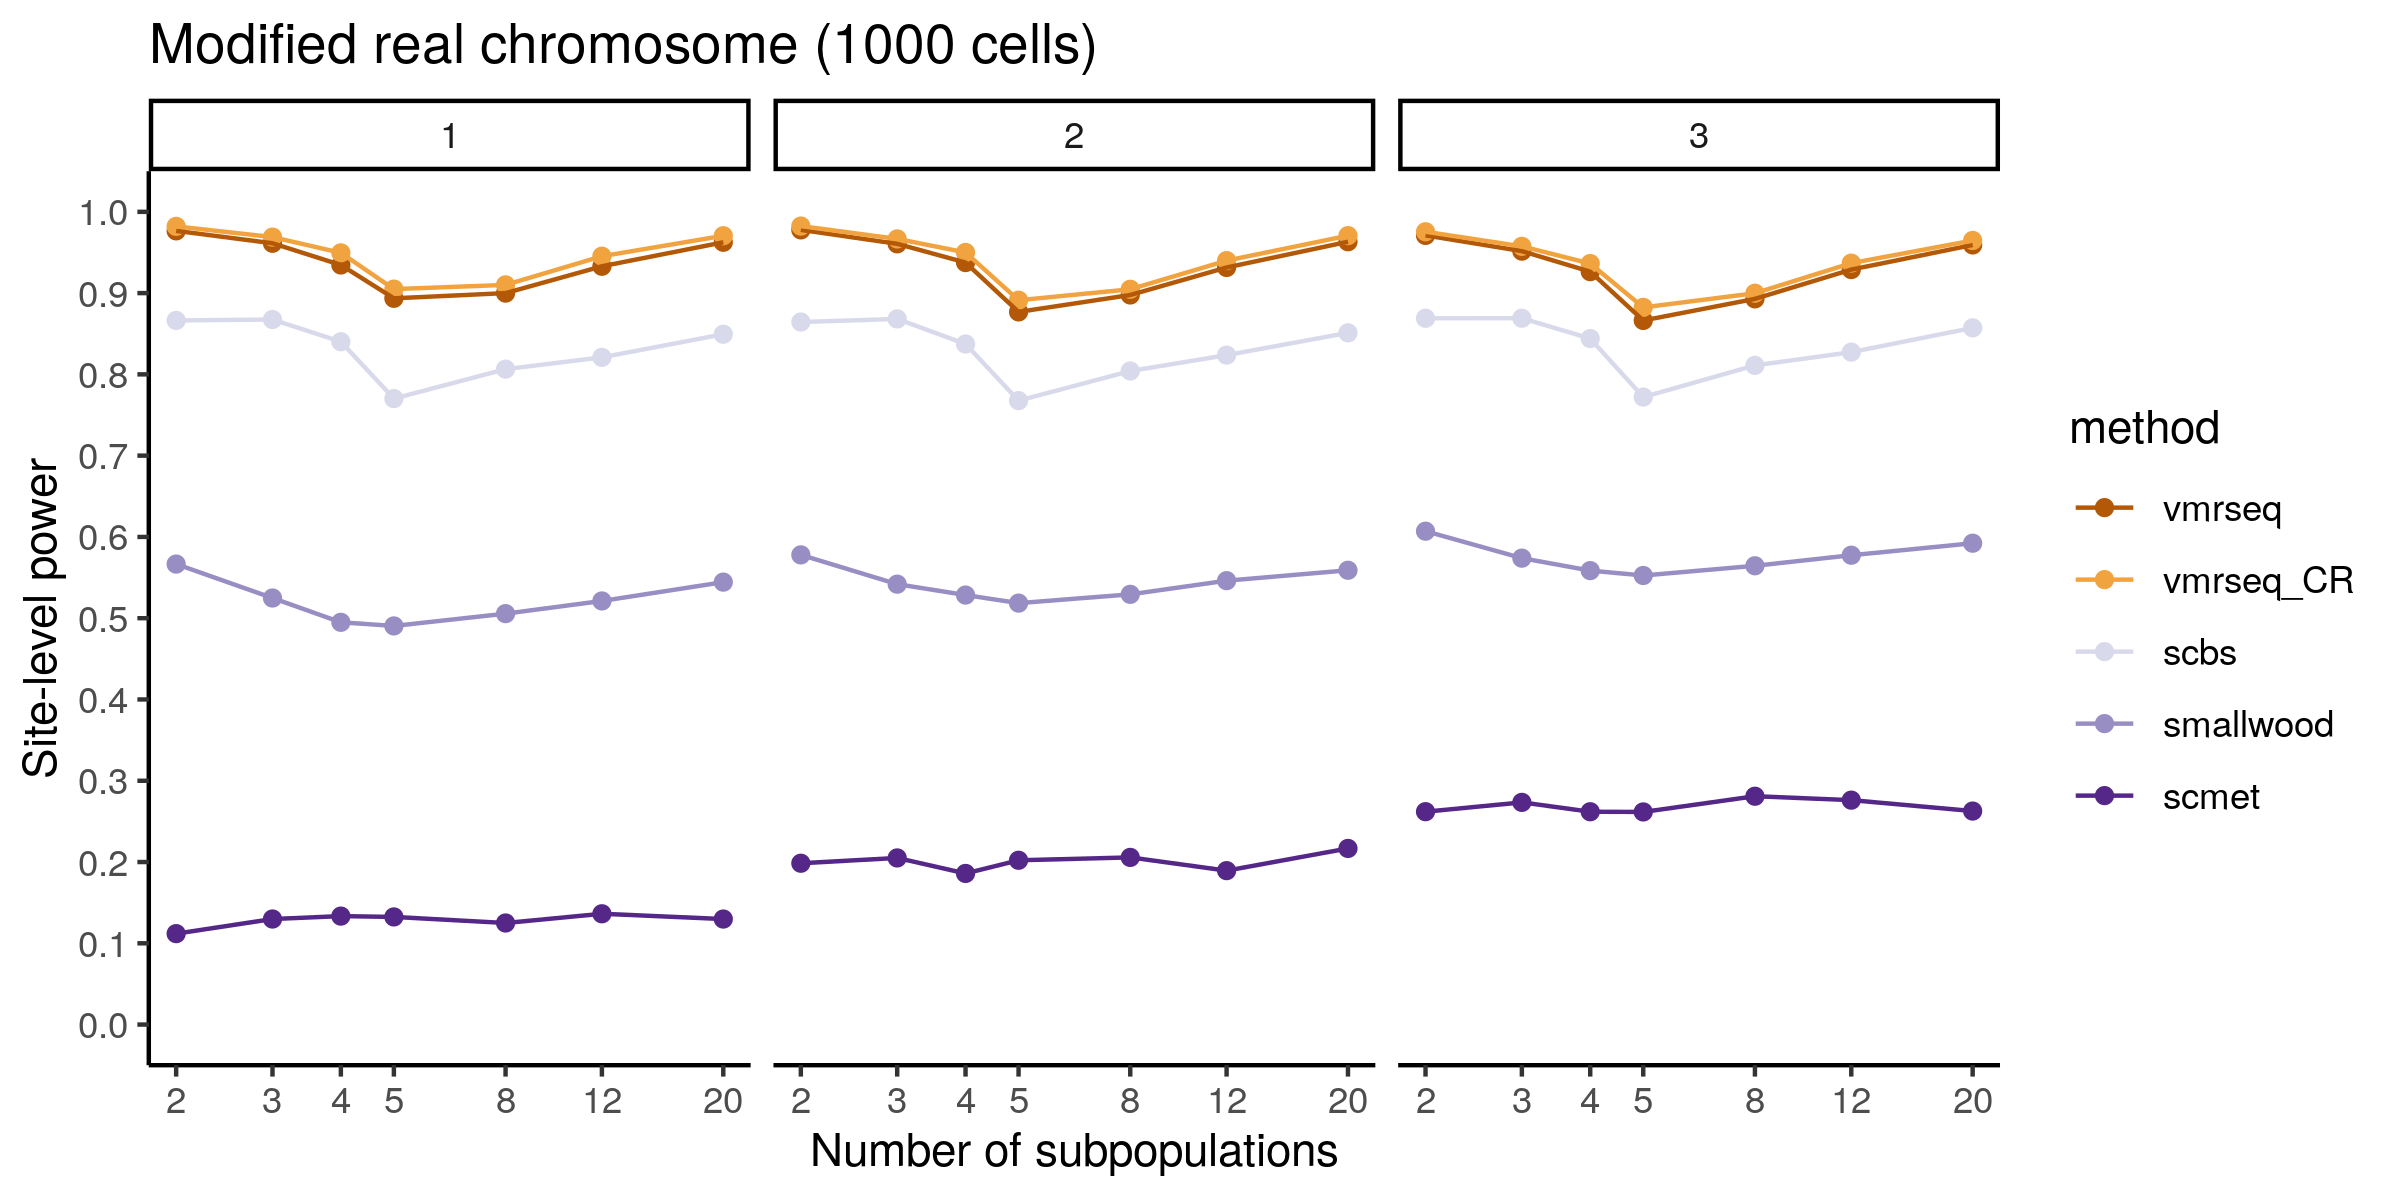 Modified real chromosome (1000 cells)
1 2 3
1.0
0.9
0.8
0.7
0.6
0.5
0.4
0.3
0.2
0.1
0.0
Site-level power
2 3 4 5 8 12 20 2 3 4 5 8 12 20 2 3 4 5 8 12 20
Number of subpopulations
method
vmrseq
vmrseq_CR
scbs
smallwood
scmet